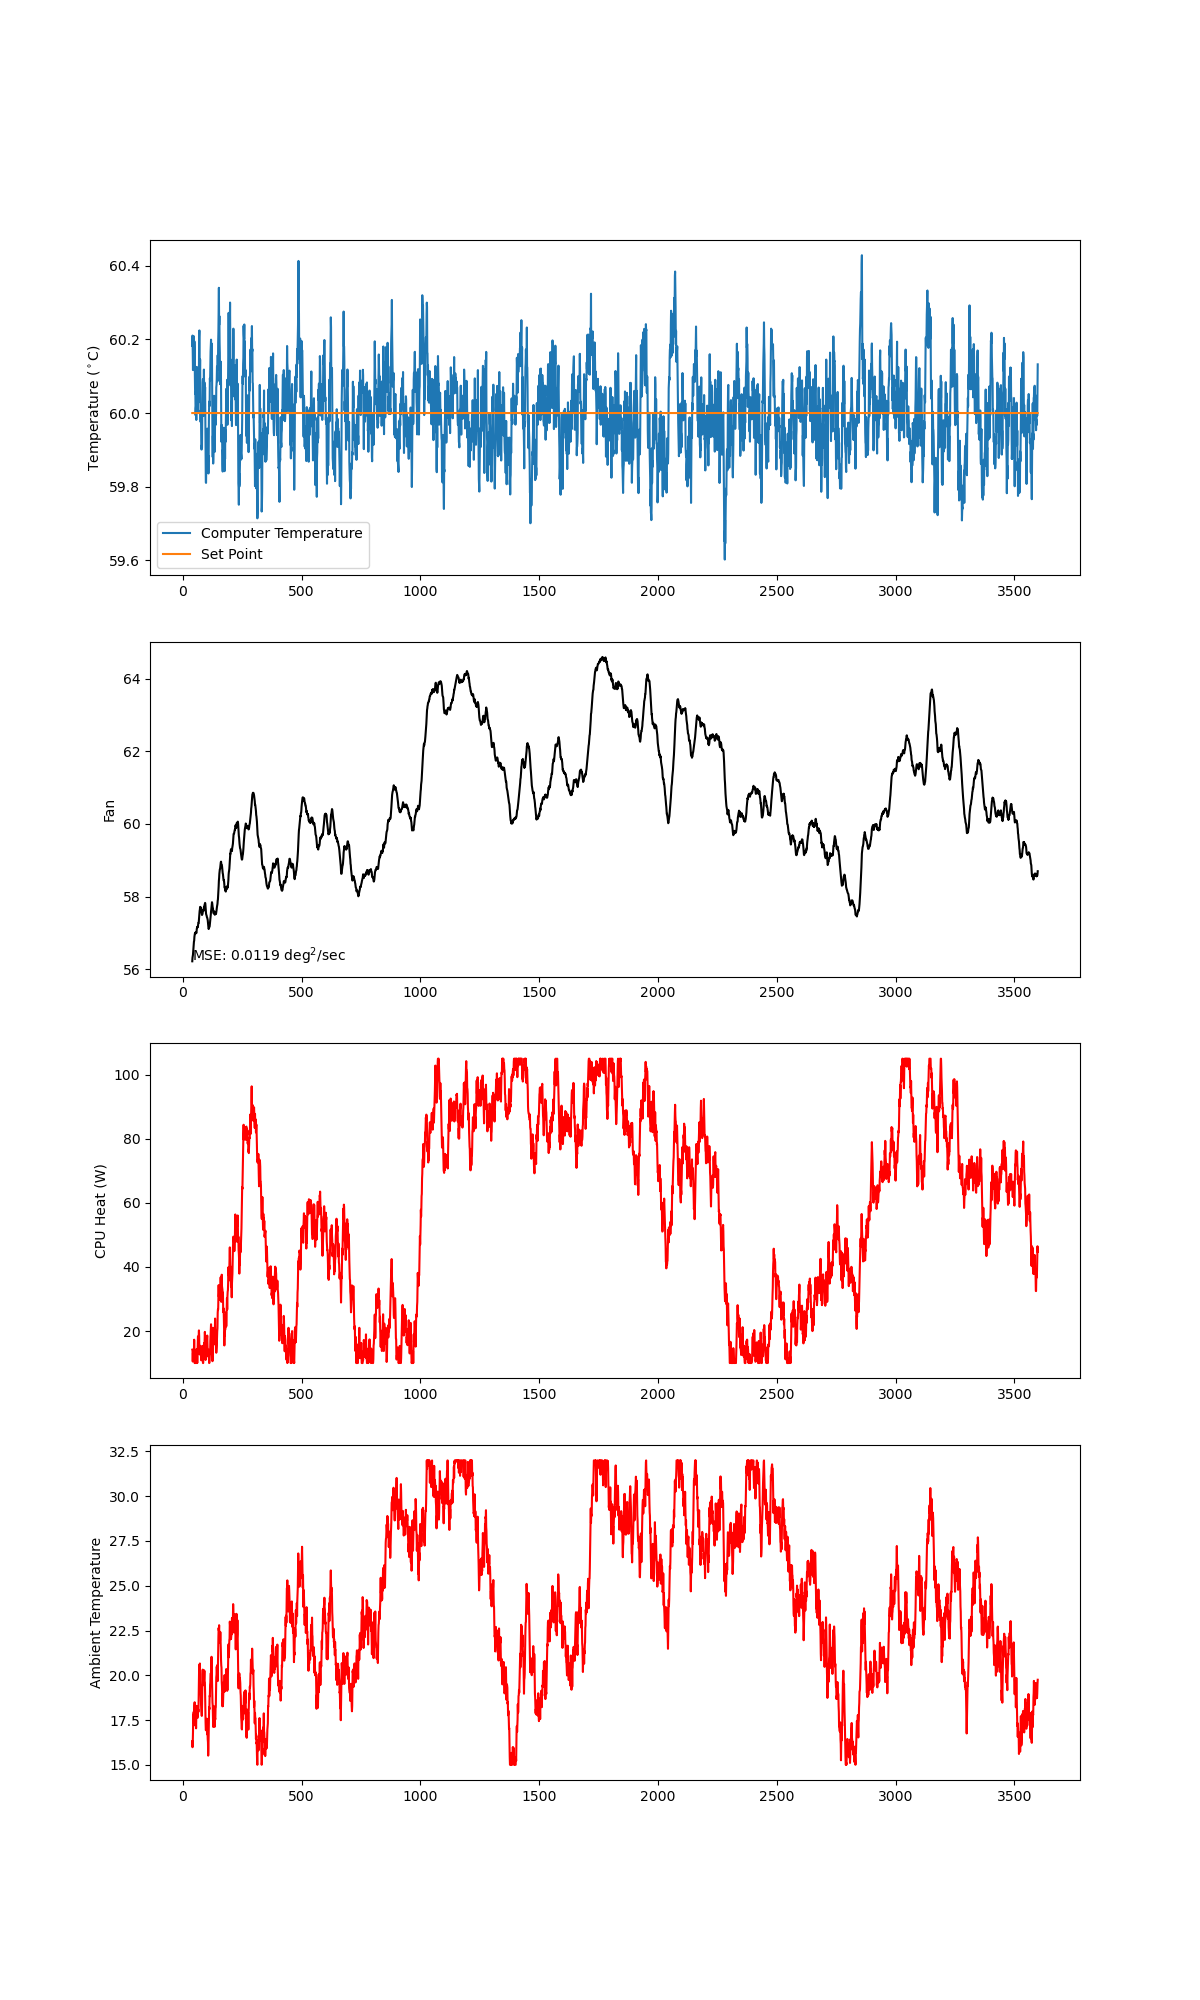 60.4
60.2
60.0
59.8
59.6
Temperature (°C)
Computer Temperature
Set Point
0 500 1000 1500 2000 2500 3000 3500
64
62
60
58
56
Fan
MSE: 0.0119 deg²/sec
0 500 1000 1500 2000 2500 3000 3500
100
80
60
40
20
CPU Heat (W)
0 500 1000 1500 2000 2500 3000 3500
32.5
30.0
27.5
25.0
22.5
20.0
17.5
15.0
Ambient Temperature
0 500 1000 1500 2000 2500 3000 3500